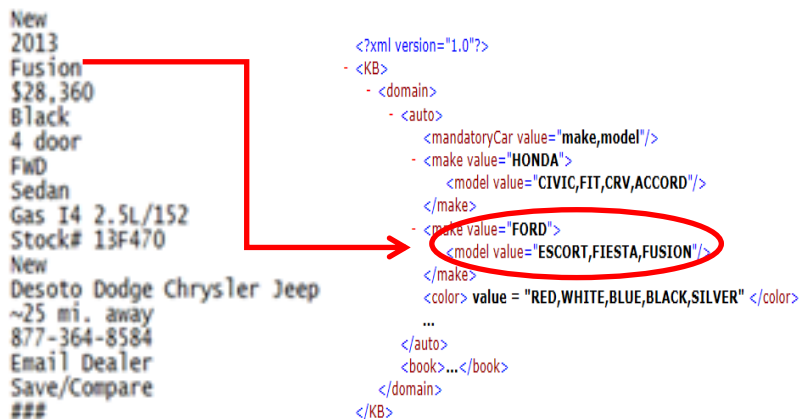 New
2013
Fusion
$28,360
Black
4 door
FWD
Sedan
Gas I4 2.5L/152
Stock# 13F470
New
Desoto Dodge Chrysler Jeep
~25 mi. away
877-364-8584
Email Dealer
Save/Compare
###
<?xml version="1.0"?>
- <KB>
- <domain>
- <auto>
<mandatoryCar value="make,model"/>
- <make value="HONDA">
<model value="CIVIC,FIT,CRV,ACCORD"/>
</make>
- <make value="FORD">
<model value="ESCORT,FIESTA,FUSION"/>
</make>
<color> value = "RED,WHITE,BLUE,BLACK,SILVER" </color>
...
</auto>
<book>...</book>
</domain>
</KB>